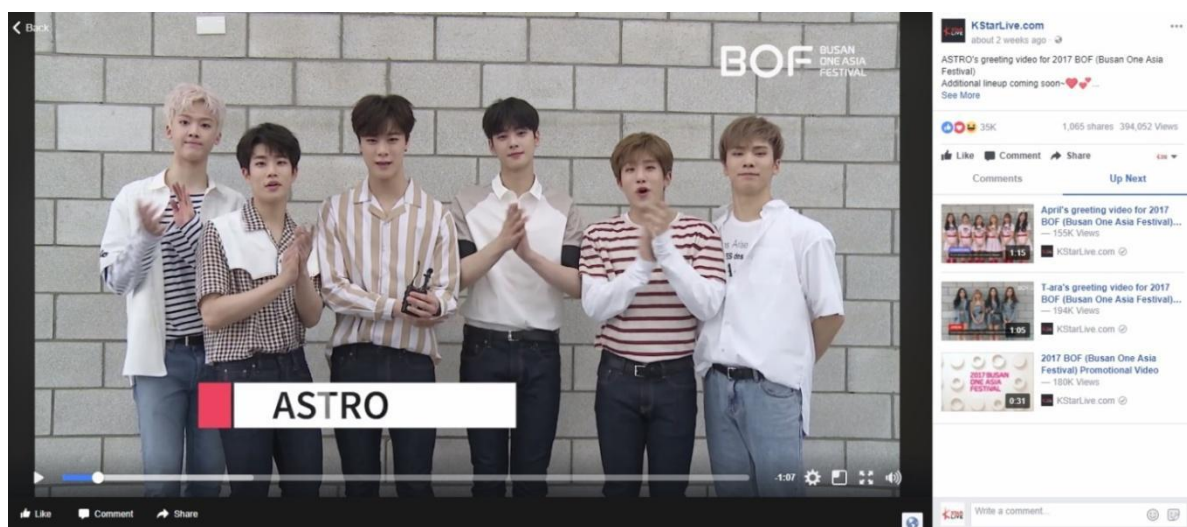 Back
BOF BUSAN
ONE ASIA
FESTIVAL
ASTRO
-1:07
Like Comment Share
KStarLive.com
about 2 weeks ago
ASTRO's greeting video for 2017 BOF (Busan One Asia
Festival)
Additional lineup coming soon~❤️💕...
See More
35K 1,065 shares 394,052 Views
Like Comment Share
Comments Up Next
April's greeting video for 2017
BOF (Busan One Asia Festival)...
— 155K Views
KStarLive.com
1:15
T-ara's greeting video for 2017
BOF (Busan One Asia Festival)...
— 194K Views
KStarLive.com
1:05
2017 BOF (Busan One Asia
Festival) Promotional Video
— 180K Views
KStarLive.com
2017 BUSAN
ONE ASIA
FESTIVAL
0:31
Write a comment...